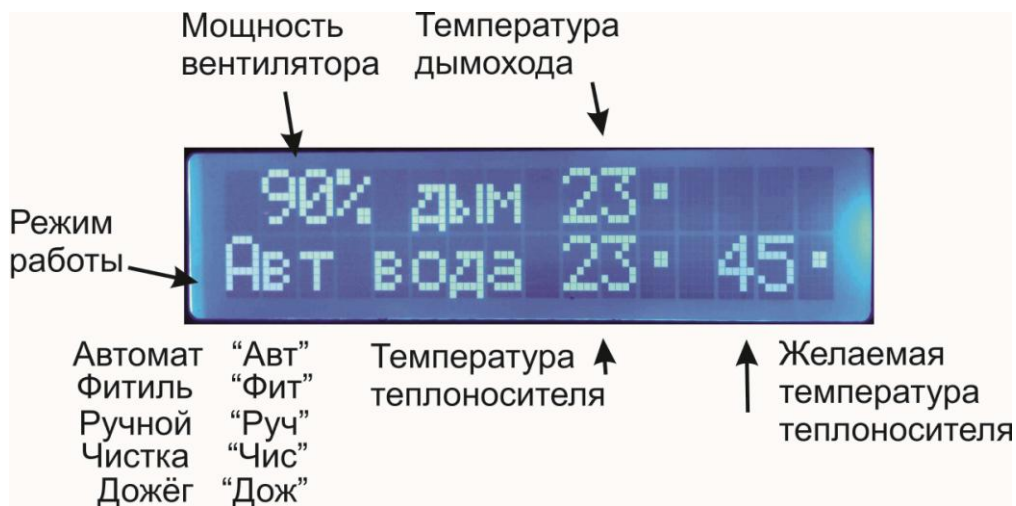 Мощность
вентилятора
Температура
дымохода
90% дым 23°
Режим
работы
Авт вода 23° 45°
Автомат “Авт”
Фитиль “Фит”
Ручной “Руч”
Чистка “Чис”
Дожёг “Дож”
Температура
теплоносителя
Желаемая
температура
теплоносителя